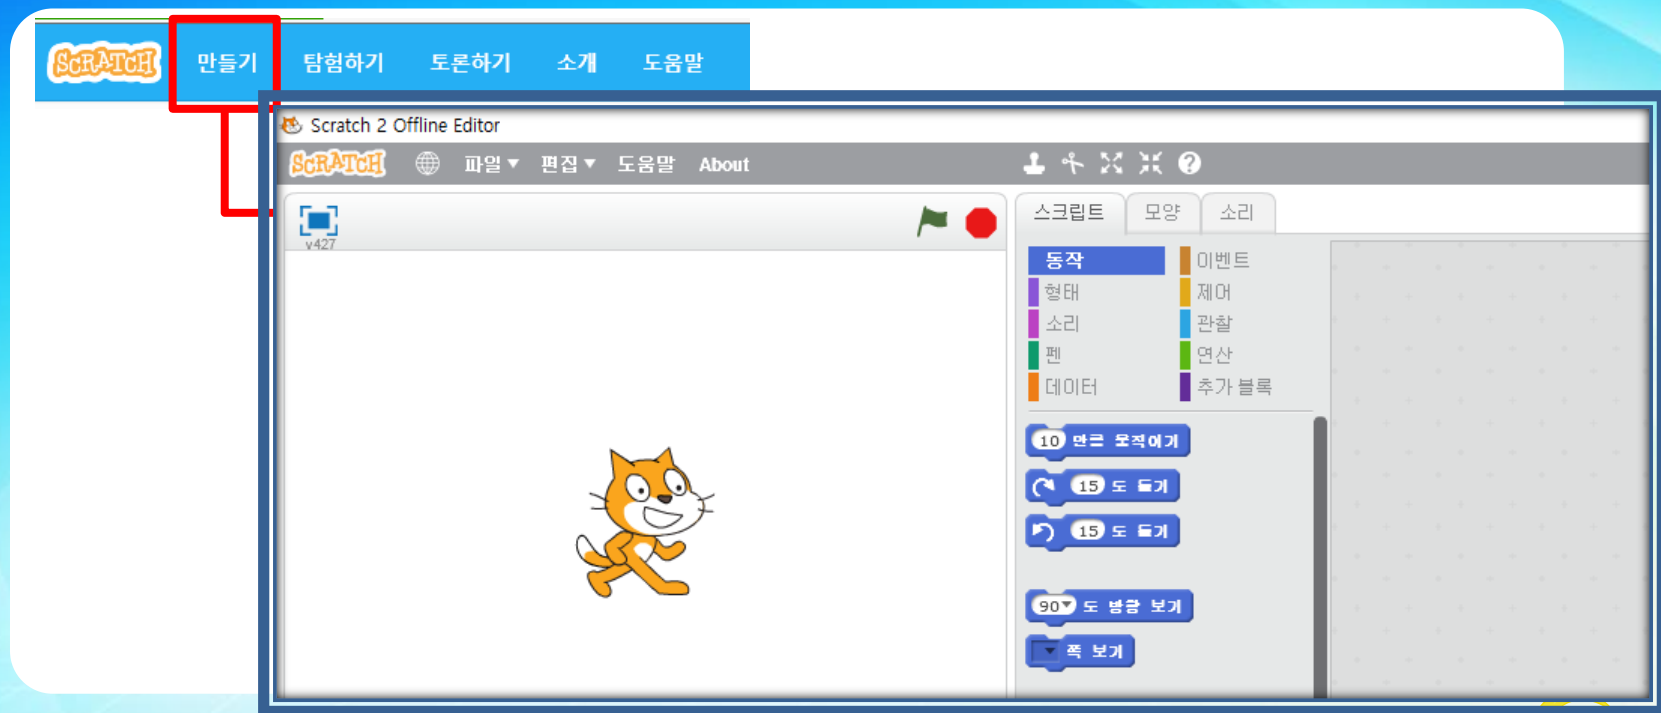 SCRATCH 만들기 탐험하기 토론하기 소개 도움말
Scratch 2 Offline Editor
SCRATCH 파일 편집 도움말 About
v427
스크립트 모양 소리
동작 이벤트
형태 제어
소리 관찰
펜 연산
데이터 추가 블록
10 만큼 움직이기
15 도 돌기
15 도 돌기
90 도 방향 보기
쪽 보기